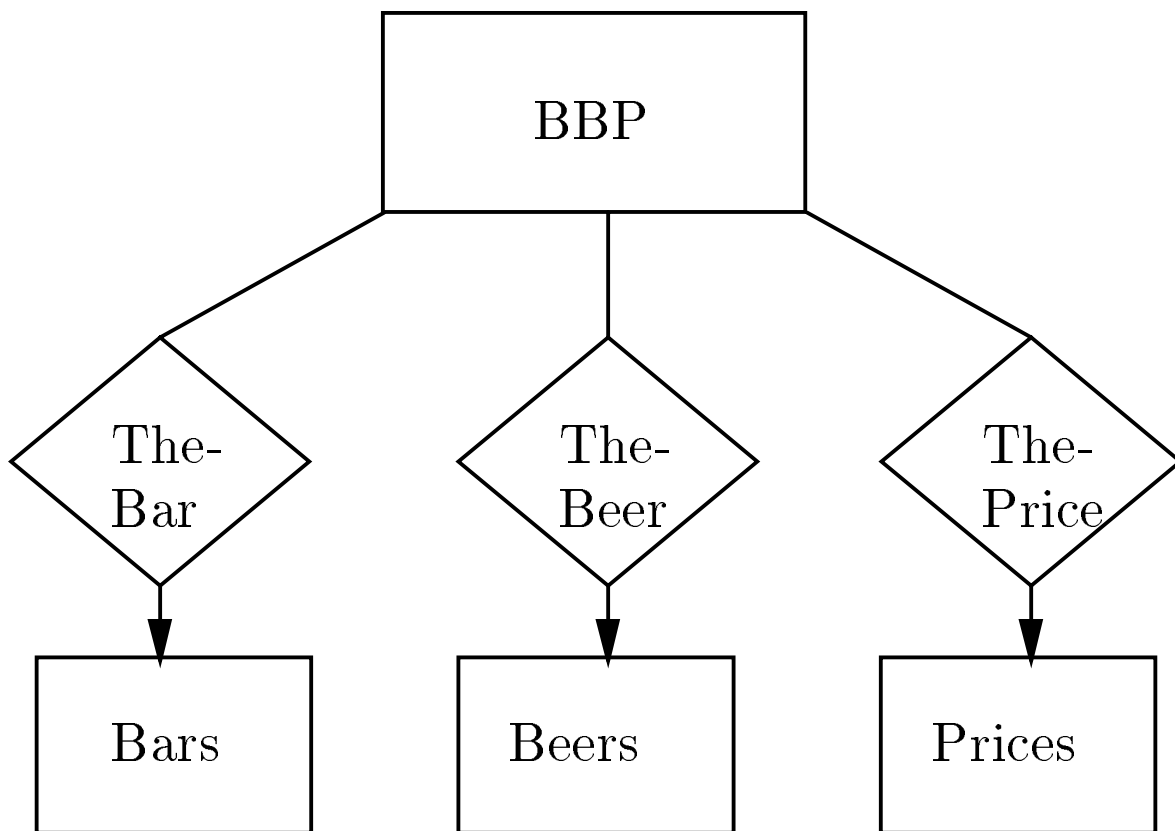 BBP
The-
Bar
The-
Beer
The-
Price
Bars
Beers
Prices